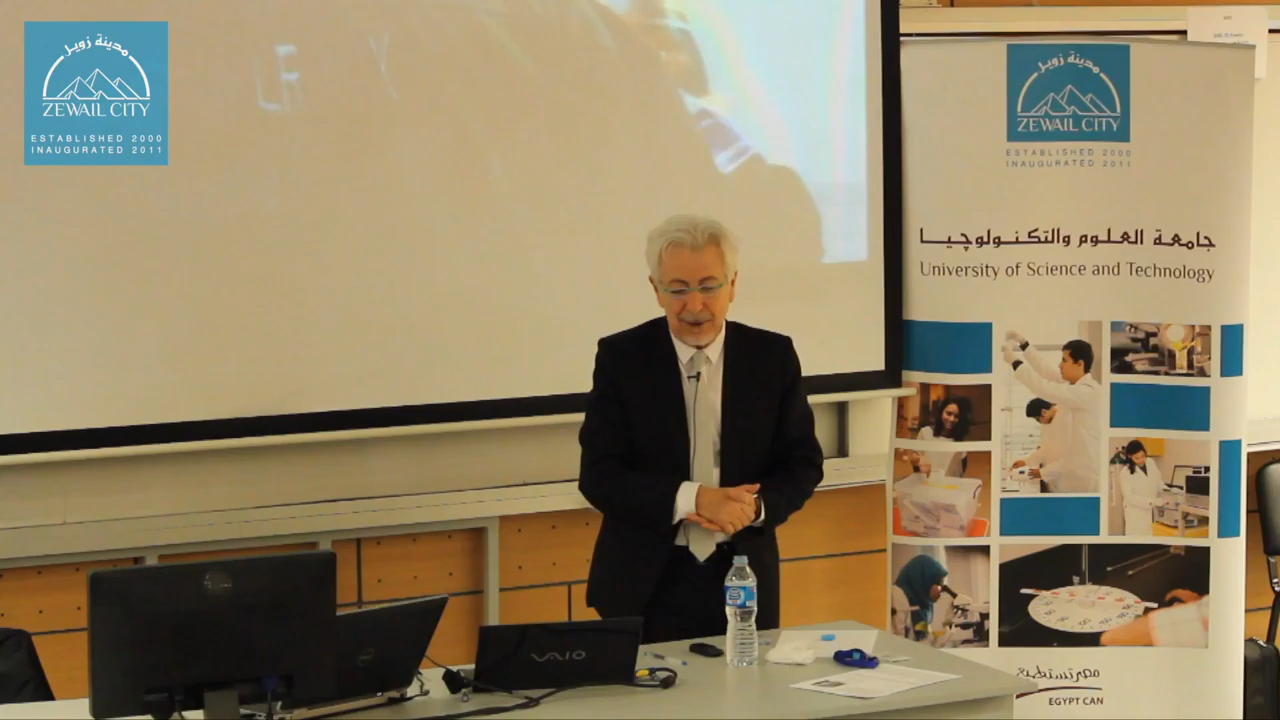 مدينة زويل
ZEWAIL CITY
ESTABLISHED 2000
INAUGURATED 2011
مدينة زويل
ZEWAIL CITY
ESTABLISHED 2000
INAUGURATED 2011
جامعة العلوم والتكنولوچيا
University of Science and Technology
VAIO
مصر تستطيع
EGYPT CAN